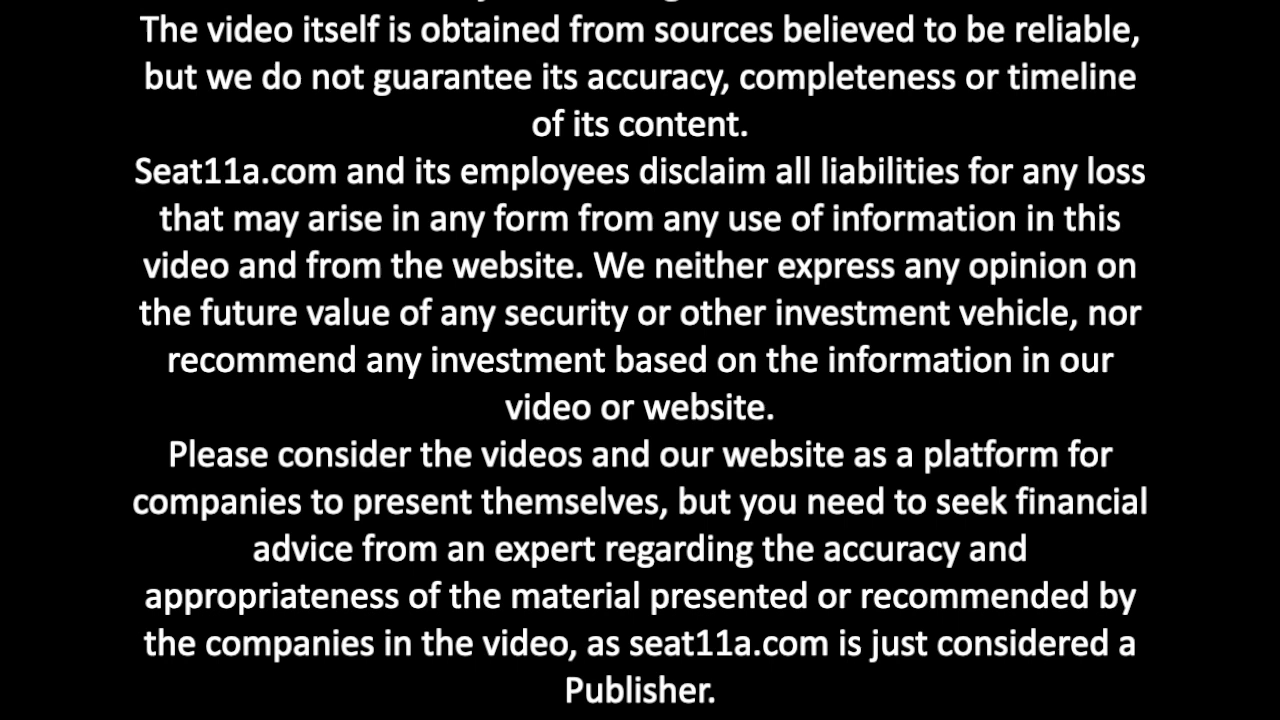 The video itself is obtained from sources believed to be reliable,
but we do not guarantee its accuracy, completeness or timeline
of its content.
Seat11a.com and its employees disclaim all liabilities for any loss
that may arise in any form from any use of information in this
video and from the website. We neither express any opinion on
the future value of any security or other investment vehicle, nor
recommend any investment based on the information in our
video or website.
Please consider the videos and our website as a platform for
companies to present themselves, but you need to seek financial
advice from an expert regarding the accuracy and
appropriateness of the material presented or recommended by
the companies in the video, as seat11a.com is just considered a
Publisher.